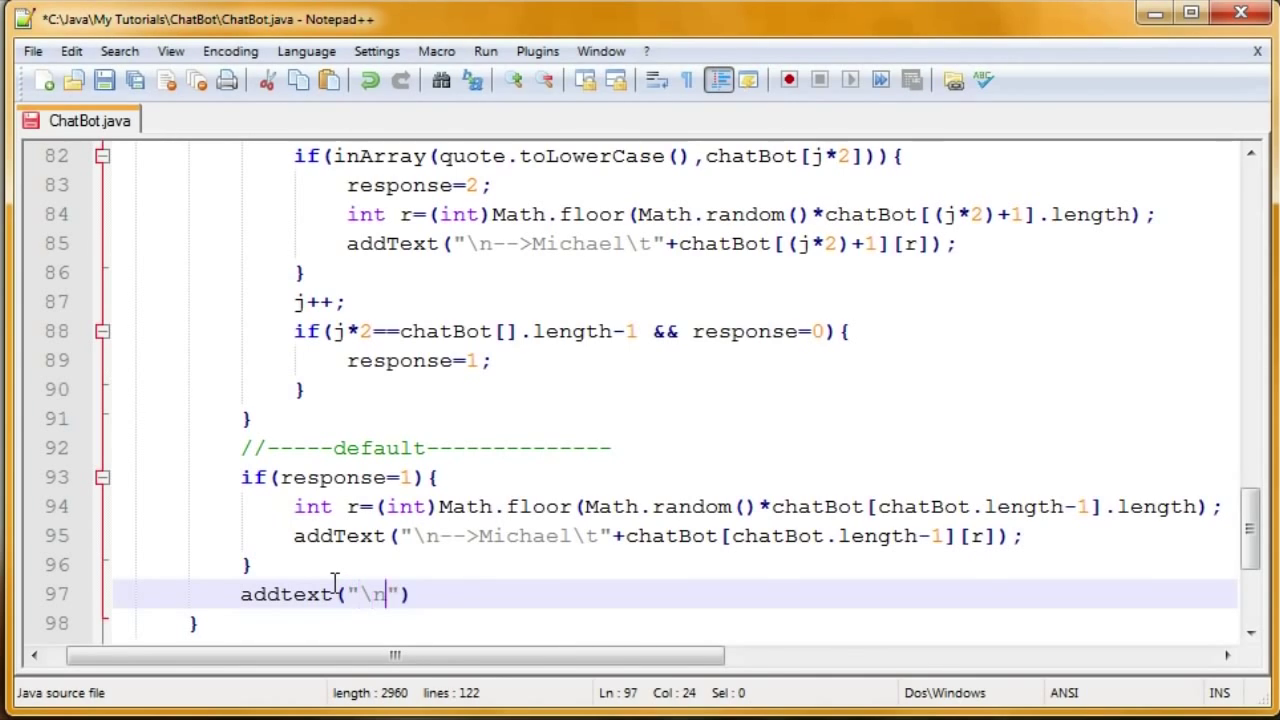 *C:\Java\My Tutorials\ChatBot\ChatBot.java - Notepad++
File Edit Search View Encoding Language Settings Macro Run Plugins Window ? X
ChatBot.java
82 if(inArray(quote.toLowerCase(),chatBot[j*2])){
83 response=2;
84 int r=(int)Math.floor(Math.random()*chatBot[(j*2)+1].length);
85 addText("\n-->Michael\t"+chatBot[(j*2)+1][r]);
86 }
87 j++;
88 if(j*2==chatBot[].length-1 && response=0){
89 response=1;
90 }
91 }
92 //-----default--------------
93 if(response=1){
94 int r=(int)Math.floor(Math.random()*chatBot[chatBot.length-1].length);
95 addText("\n-->Michael\t"+chatBot[chatBot.length-1][r]);
96 }
97 addtext("\n")
98 }
Java source file length : 2960 lines : 122 Ln : 97 Col : 24 Sel : 0 Dos\Windows ANSI INS